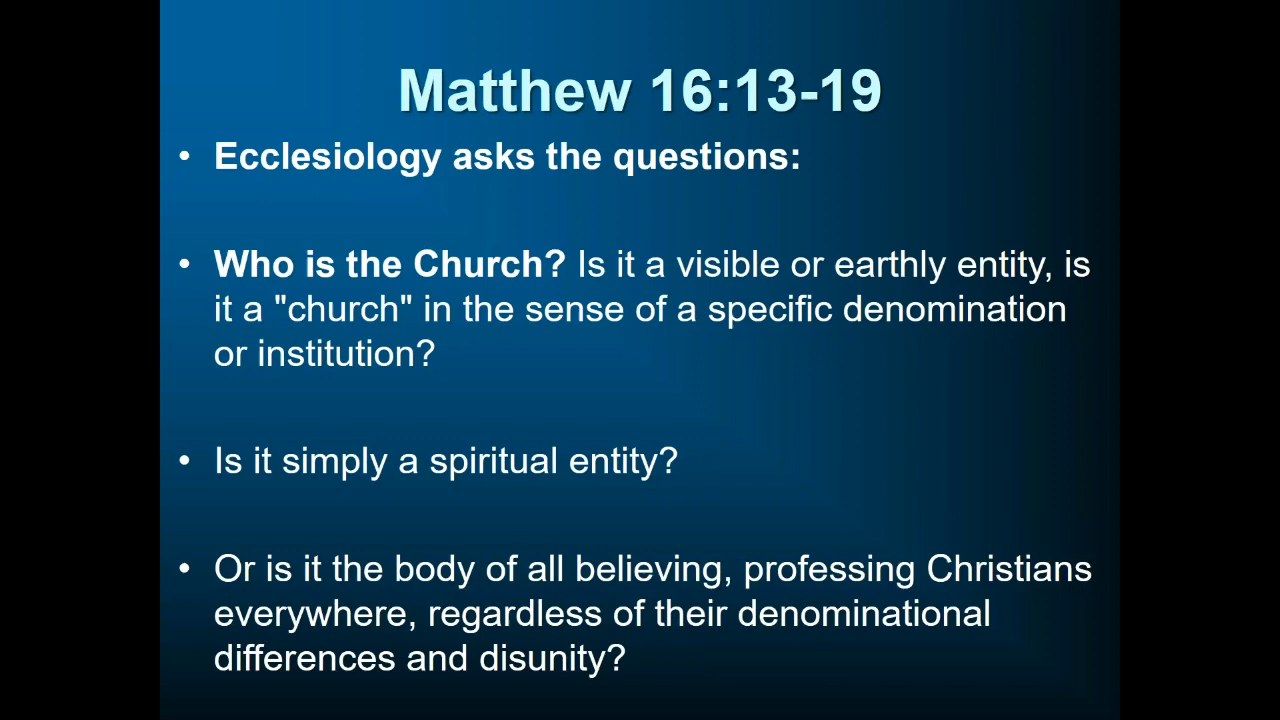 Matthew 16:13-19
• Ecclesiology asks the questions:
• Who is the Church? Is it a visible or earthly entity, is
it a "church" in the sense of a specific denomination
or institution?
• Is it simply a spiritual entity?
• Or is it the body of all believing, professing Christians
everywhere, regardless of their denominational
differences and disunity?